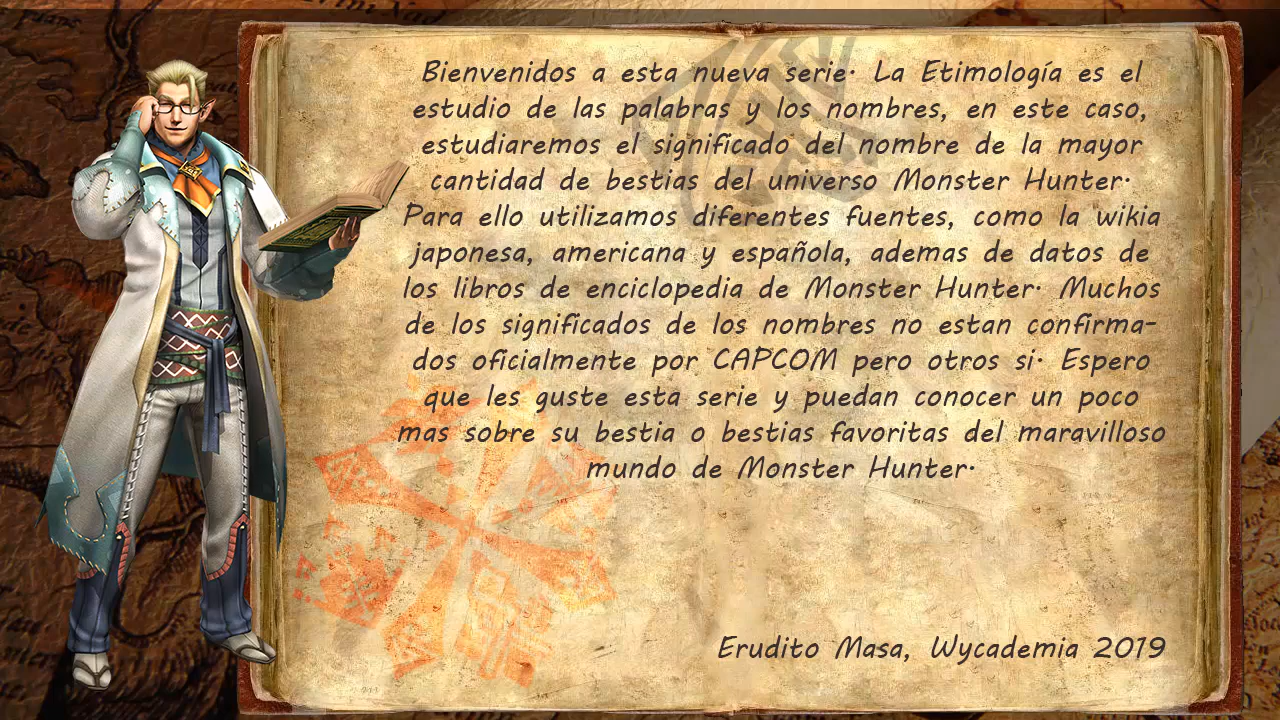 Bienvenidos a esta nueva serie. La Etimología es el
estudio de las palabras y los nombres, en este caso,
estudiaremos el significado del nombre de la mayor
cantidad de bestias del universo Monster Hunter.
Para ello utilizamos diferentes fuentes, como la wikia
japonesa, americana y española, ademas de datos de
los libros de enciclopedia de Monster Hunter. Muchos
de los significados de los nombres no estan confirma-
dos oficialmente por CAPCOM pero otros si. Espero
que les guste esta serie y puedan conocer un poco
mas sobre su bestia o bestias favoritas del maravilloso
mundo de Monster Hunter.
Erudito Masa, Wycademia 2019